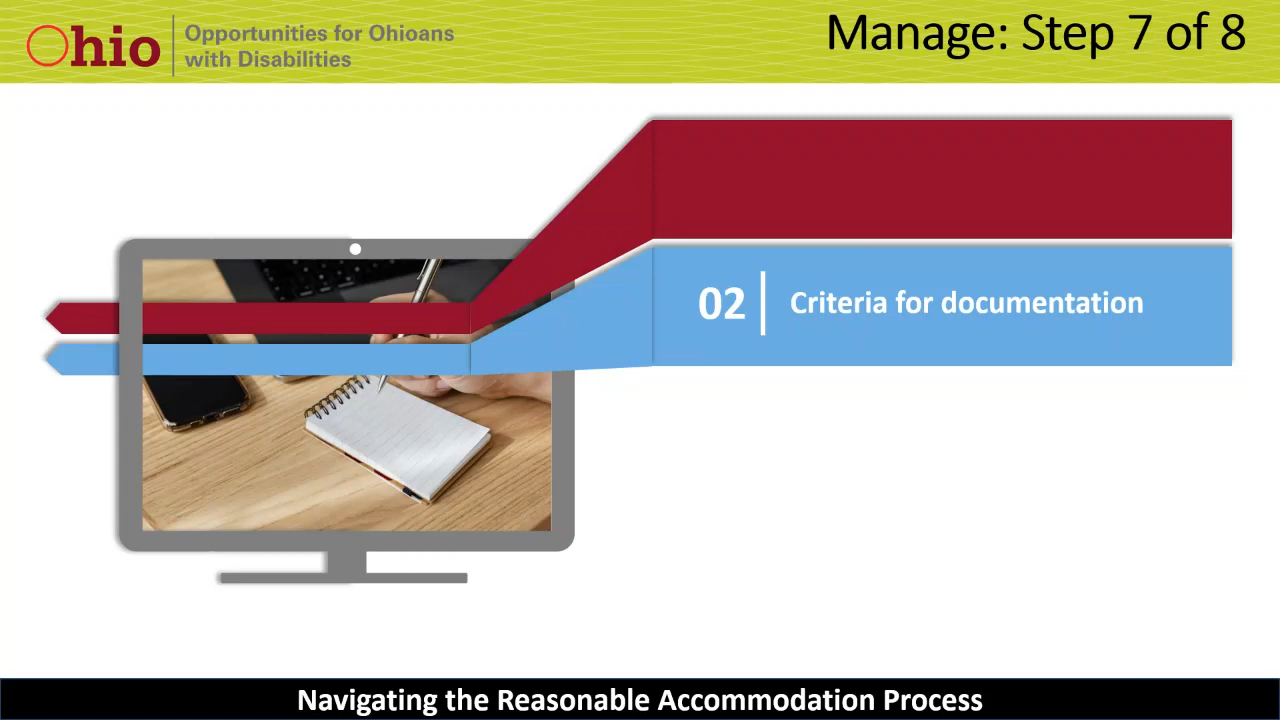 Ohio
Opportunities for Ohioans
with Disabilities
Manage: Step 7 of 8
02
Criteria for documentation
Navigating the Reasonable Accommodation Process